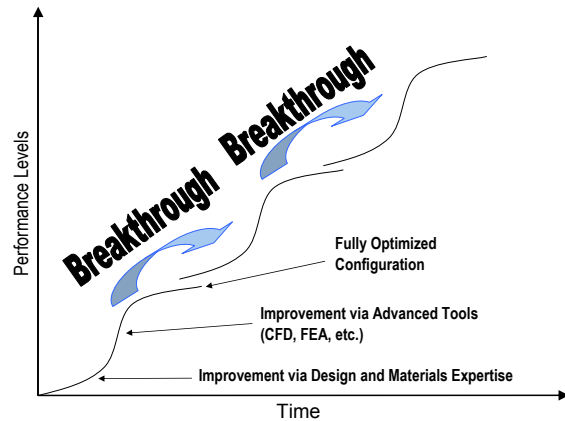 Breakthrough
Breakthrough
Performance Levels
Fully Optimized
Configuration
Improvement via Advanced Tools
(CFD, FEA, etc.)
Improvement via Design and Materials Expertise
Time